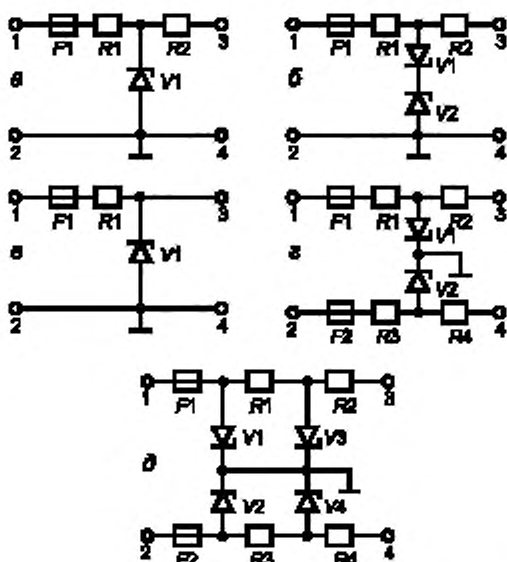 1 F1 R1 R2 3
а V1
2 4
1 F1 R1 R2 3
б V1
V2
2 4
1 F1 R1 3
в V1
2 4
1 F1 R1 R2 3
г V1
V2
2 F2 R3 R4 4
1 F1 R1 R2 3
д V1 V3
V2 V4
2 F2 R3 R4 4